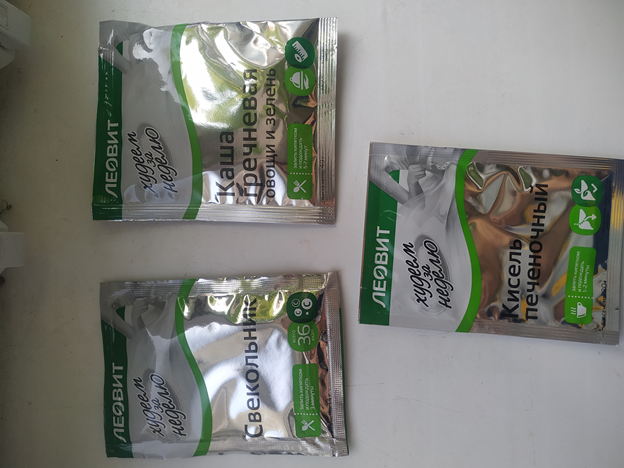 ЛЕОВИТ
худеем
за
неделю
Каша
Гречневая
овощи и зелень
ЛЕОВИТ
худеем
за
неделю
Свекольник
36
ЛЕОВИТ
худеем
за
неделю
Кисель
печеночный